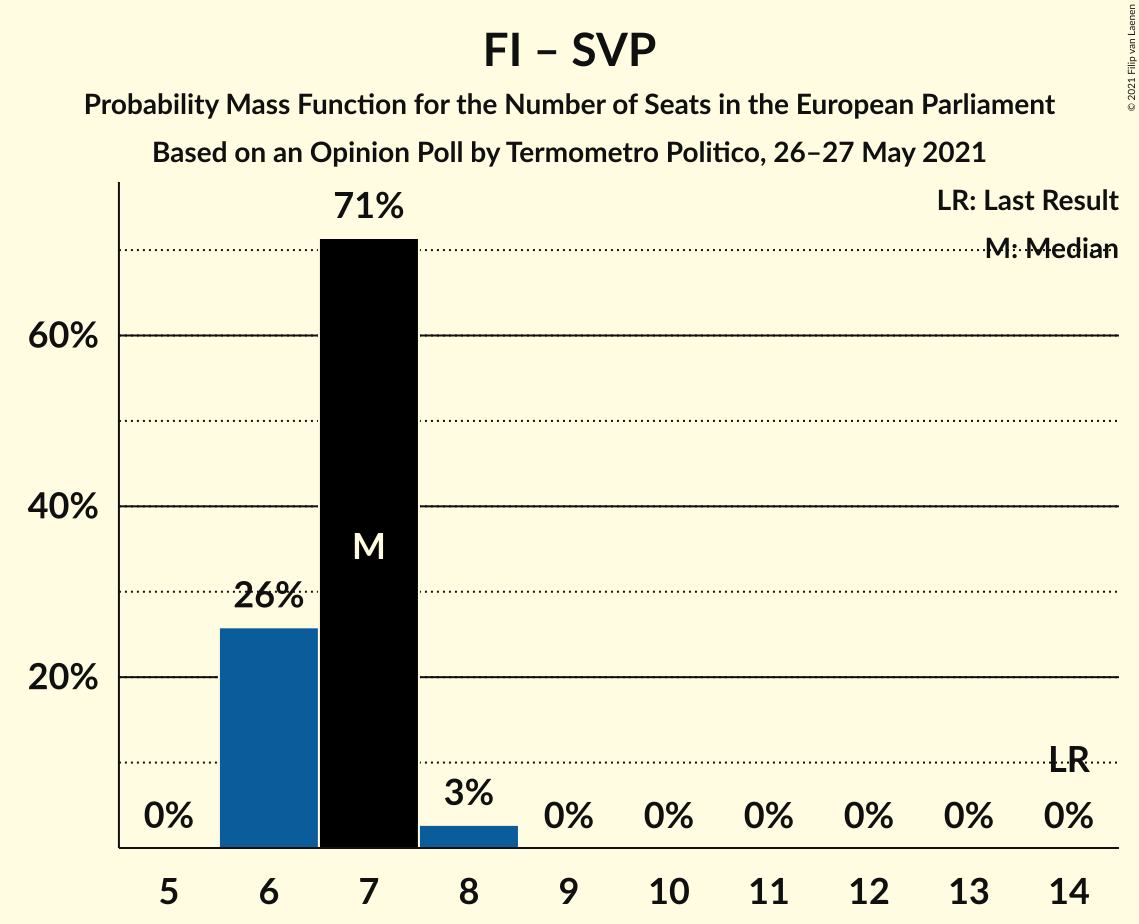 FI – SVP
Probability Mass Function for the Number of Seats in the European Parliament
Based on an Opinion Poll by Termometro Politico, 26–27 May 2021
© 2021 Filip van Laenen
LR: Last Result
M: Median
71%
60%
40%
M
26%
20%
LR
3%
0% 0% 0% 0% 0% 0% 0%
5 6 7 8 9 10 11 12 13 14